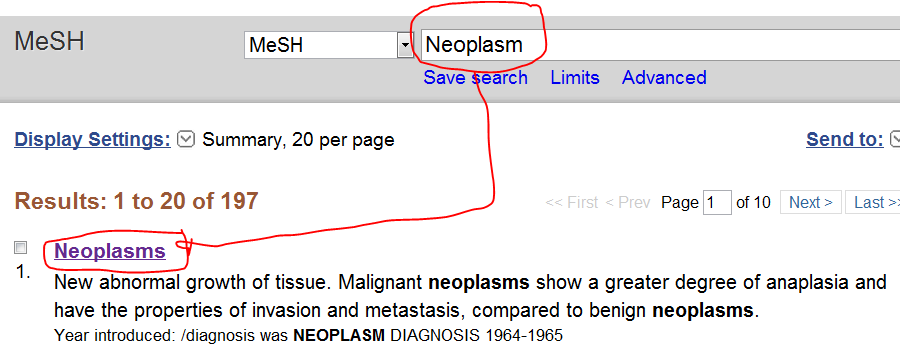 MeSH MeSH Neoplasm
Save search Limits Advanced
Display Settings: Summary, 20 per page Send to:
Results: 1 to 20 of 197 << First < Prev Page 1 of 10 Next > Last >>
Neoplasms
1.
New abnormal growth of tissue. Malignant neoplasms show a greater degree of anaplasia and
have the properties of invasion and metastasis, compared to benign neoplasms.
Year introduced: /diagnosis was NEOPLASM DIAGNOSIS 1964-1965